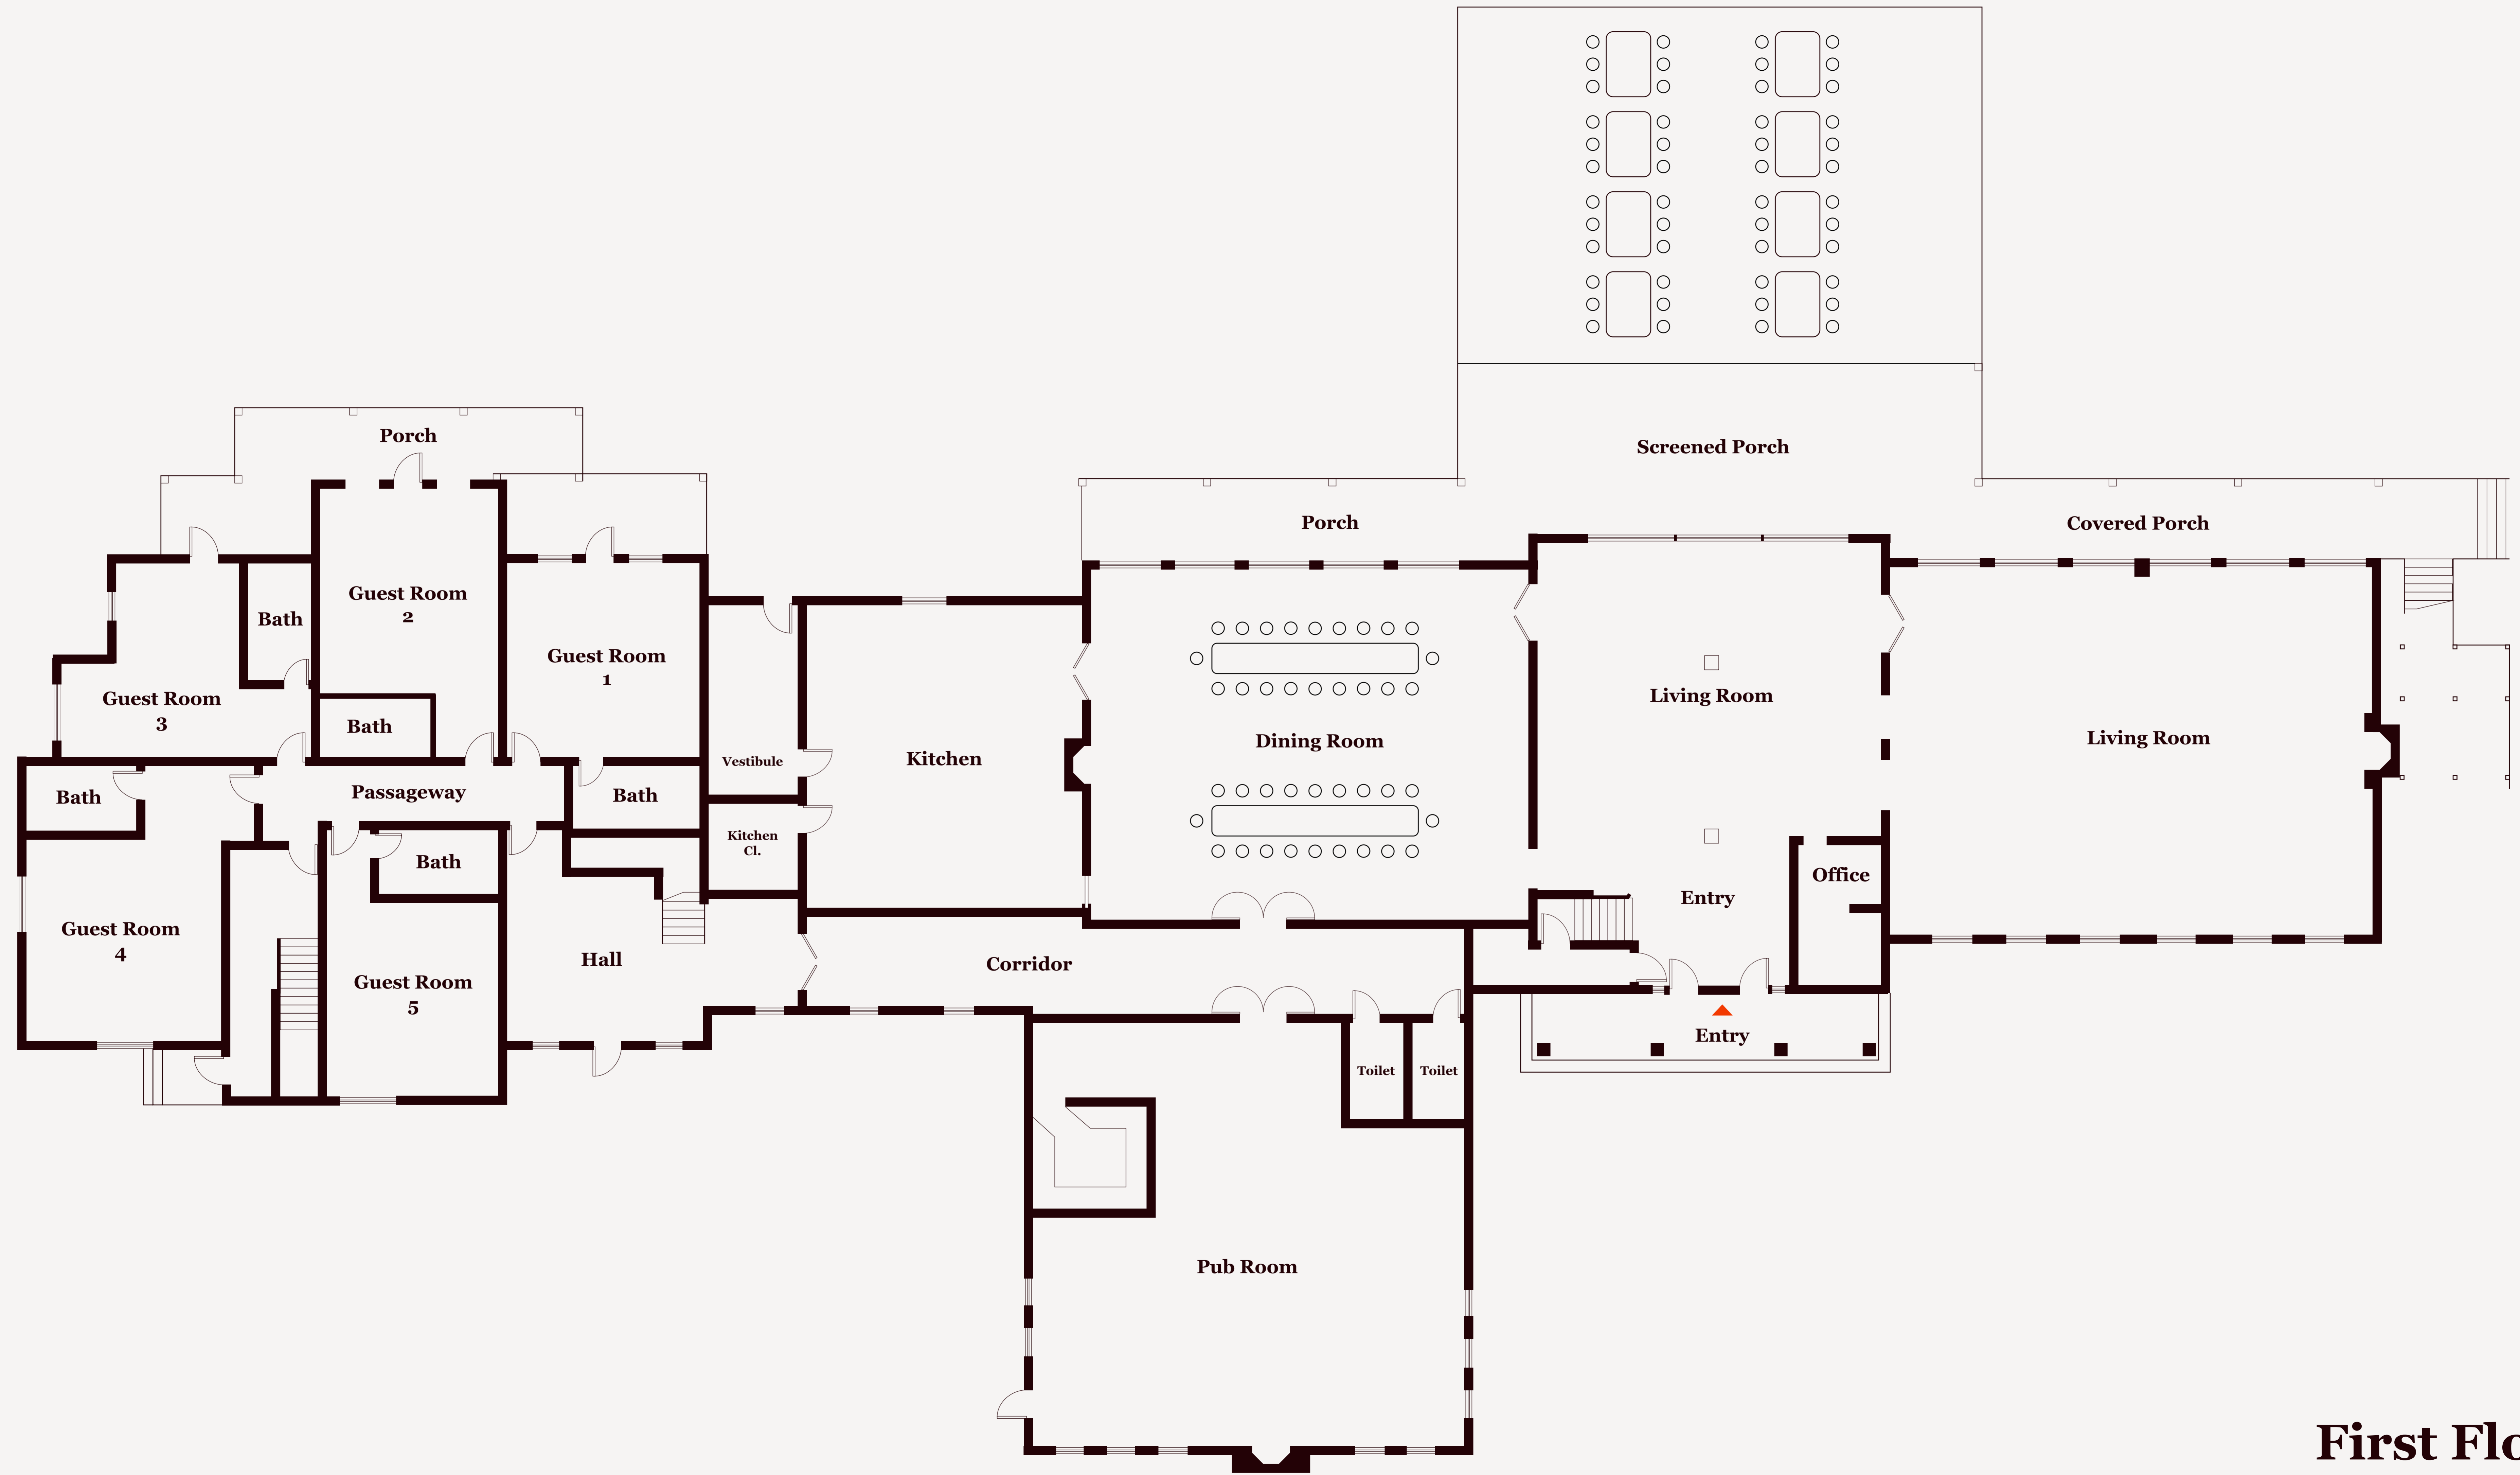 Porch
Screened Porch
Porch
Covered Porch
Guest Room
2
Bath
Guest Room
1
Guest Room
3
Bath
Living Room
Dining Room
Living Room
Kitchen
Vestibule
Passageway
Bath
Bath
Kitchen
Cl.
Bath
Office
Entry
Guest Room
4
Hall
Corridor
Guest Room
5
Entry
Toilet
Toilet
Pub Room
First Flo